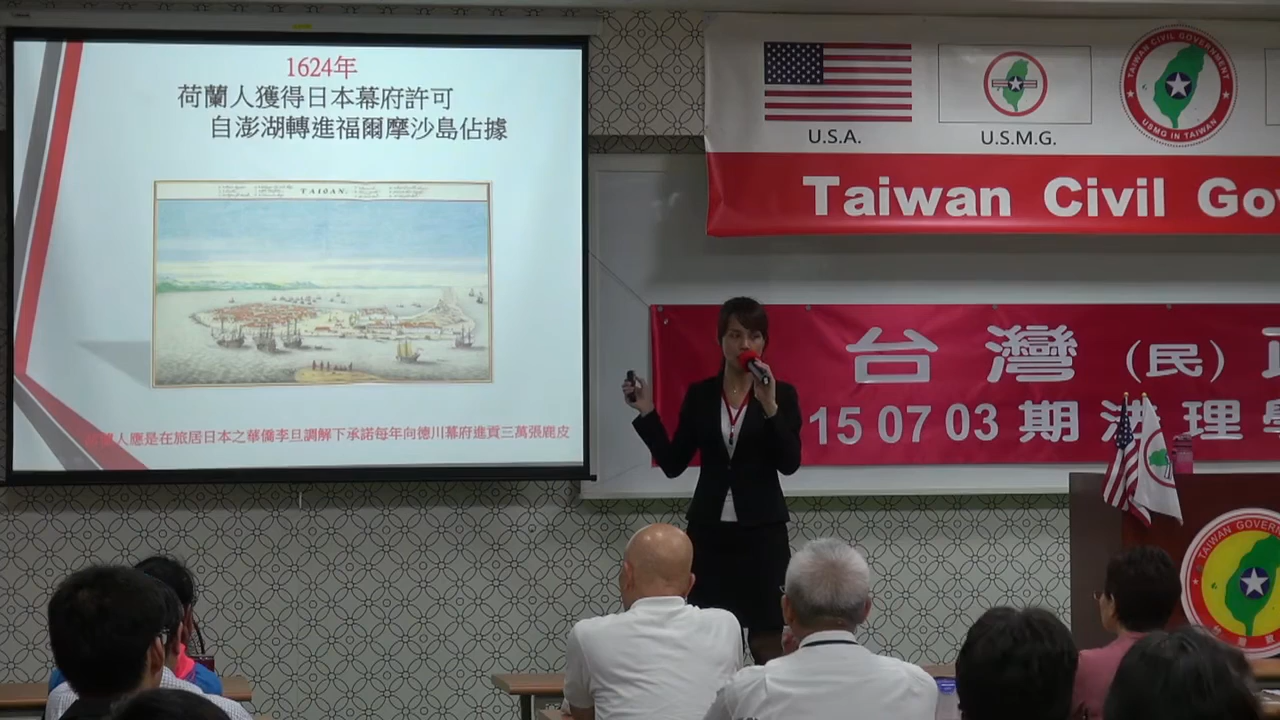 1624年
荷蘭人獲得日本幕府許可
自澎湖轉進福爾摩沙島佔據
TAIOAN.
人應是在旅居日本之華僑李旦調解下承諾每年向德川幕府進貢三萬張鹿皮
U.S.A.
U.S.M.G.
TAIWAN CIVIL GOVERNMENT
USMG IN TAIWAN
Taiwan Civil Go
台灣(民)
15 07 03 期 理
TAIWAN GOVERN